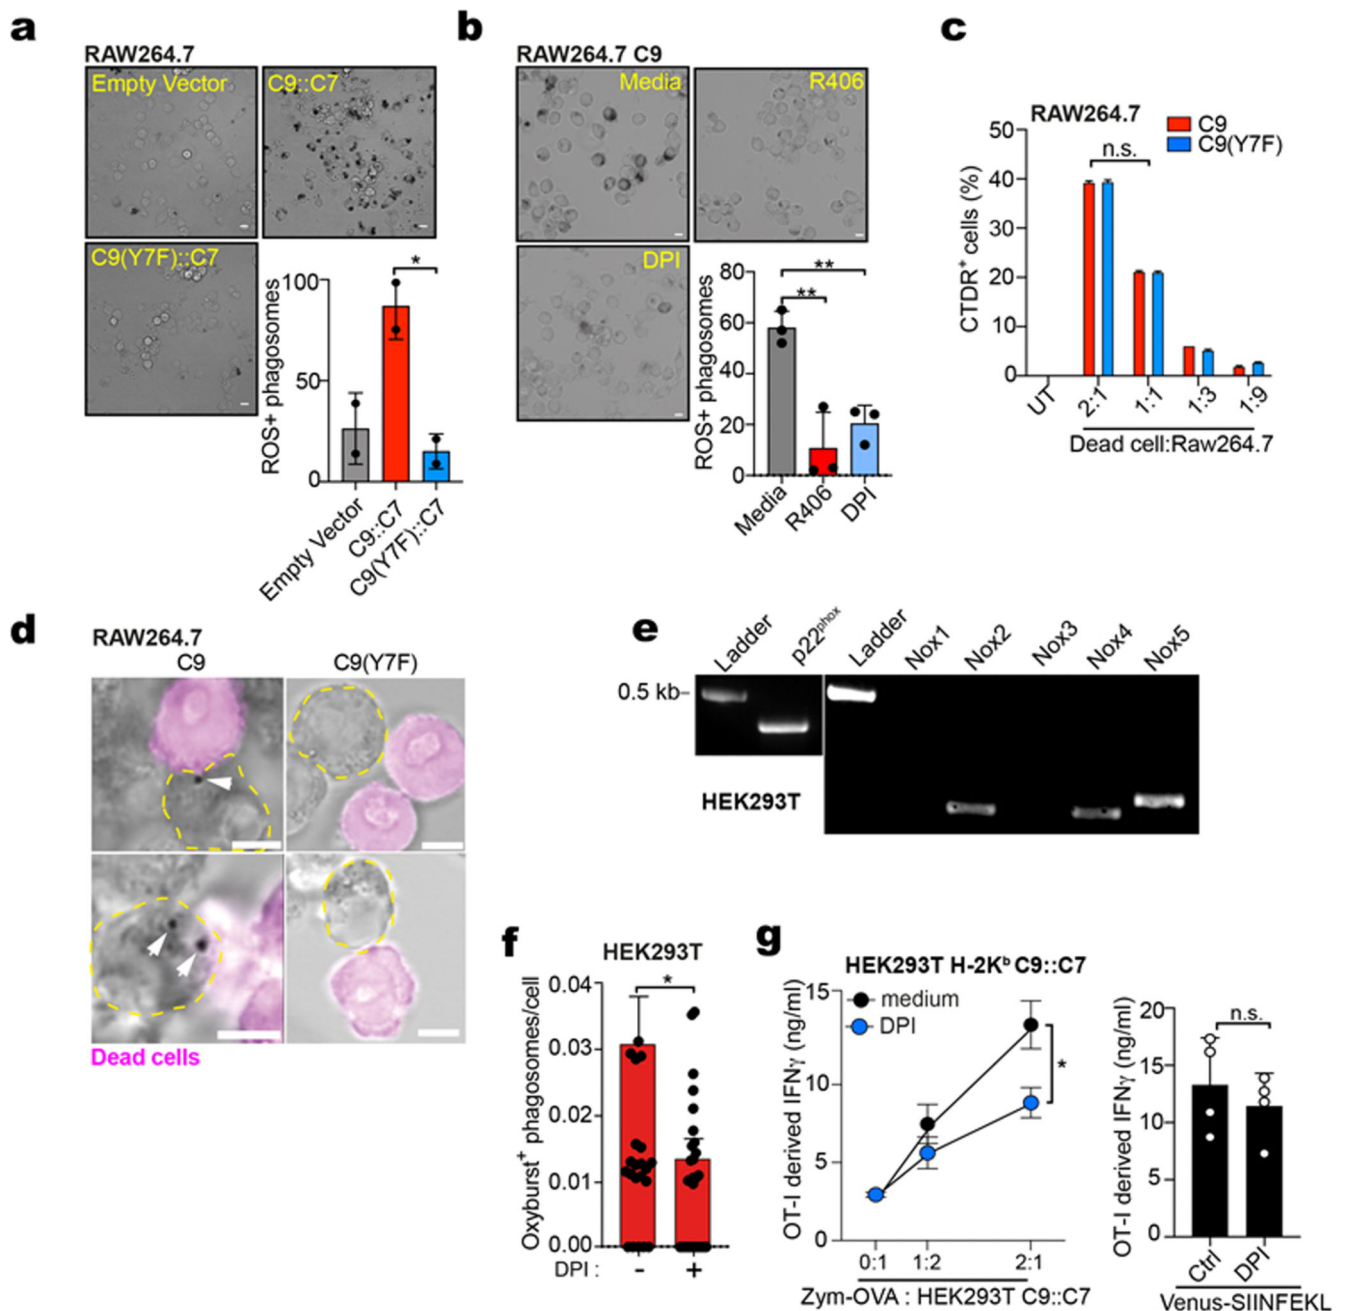 a
RAW264.7
Empty Vector
C9::C7
C9(Y7F)::C7
ROS+ phagosomes
100
50
0
*
Empty Vector
C9::C7
C9(Y7F)::C7
b
RAW264.7 C9
Media
R406
DPI
ROS+ phagosomes
80
60
40
20
0
**
**
Media
R406
DPI
c
RAW264.7
C9
C9(Y7F)
CTDR⁺ cells (%)
50
40
30
20
10
0
n.s.
UT
2:1
1:1
1:3
1:9
Dead cell:Raw264.7
d
RAW264.7
C9
C9(Y7F)
Dead cells
e
Ladder
p22ᵖʰᵒˣ
Ladder
Nox1
Nox2
Nox3
Nox4
Nox5
0.5 kb-
HEK293T
f
HEK293T
Oxyburst⁺ phagosomes/cell
0.04
0.03
0.02
0.01
0.00
*
DPI : - +
g
HEK293T H-2Kᵇ C9::C7
medium
DPI
OT-I derived IFNγ (ng/ml)
15
10
5
0
*
0:1
1:2
2:1
Zym-OVA : HEK293T C9::C7
OT-I derived IFNγ (ng/ml)
20
15
10
5
0
n.s.
Ctrl
DPI
Venus-SIINFEKL